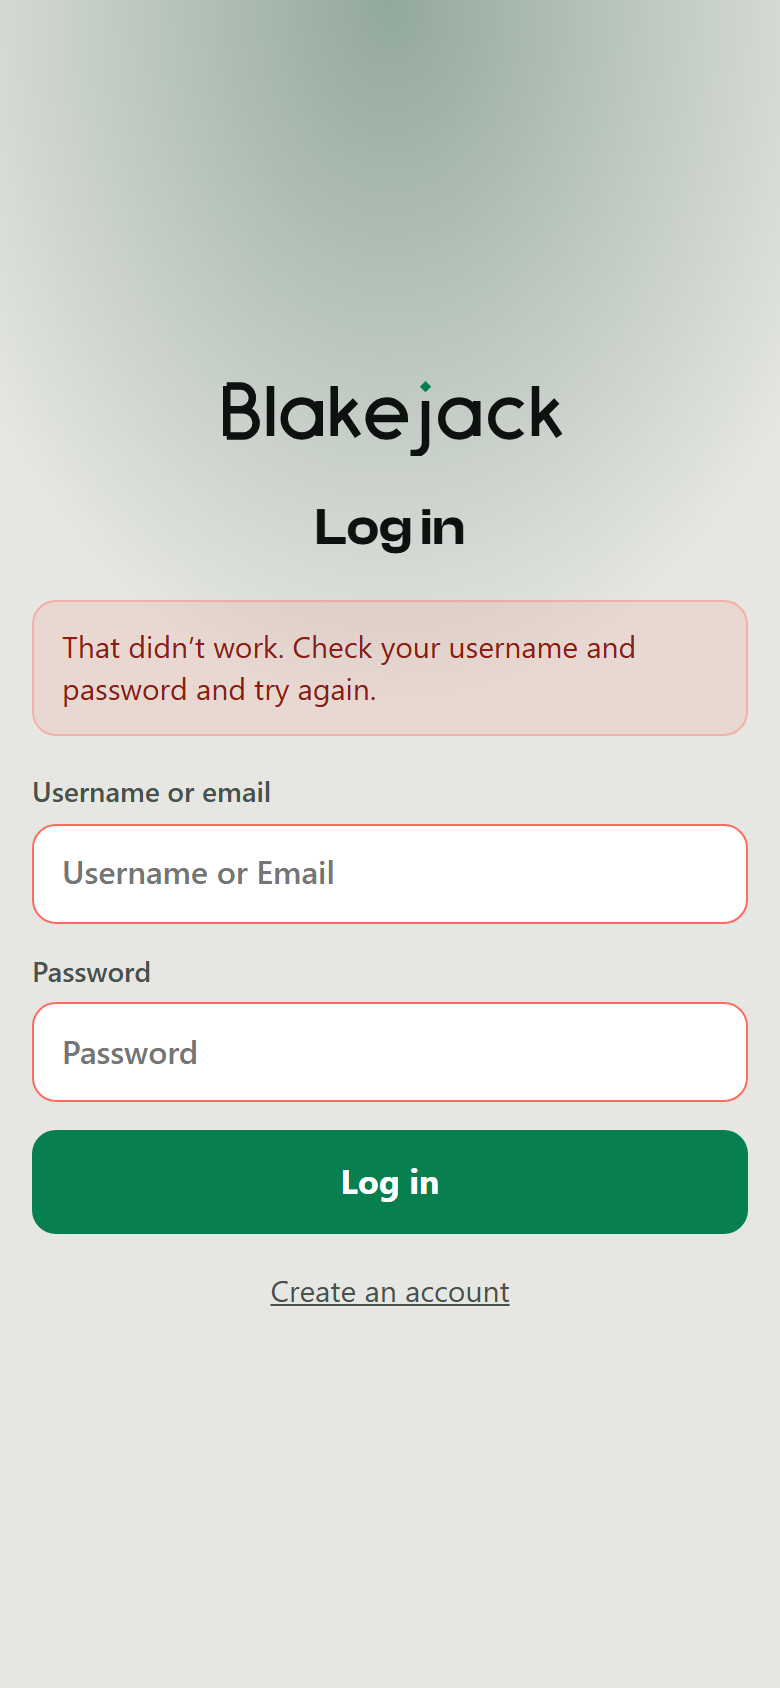 Blakejack
Log in
That didn’t work. Check your username and
password and try again.
Username or email
Username or Email
Password
Password
Log in
Create an account